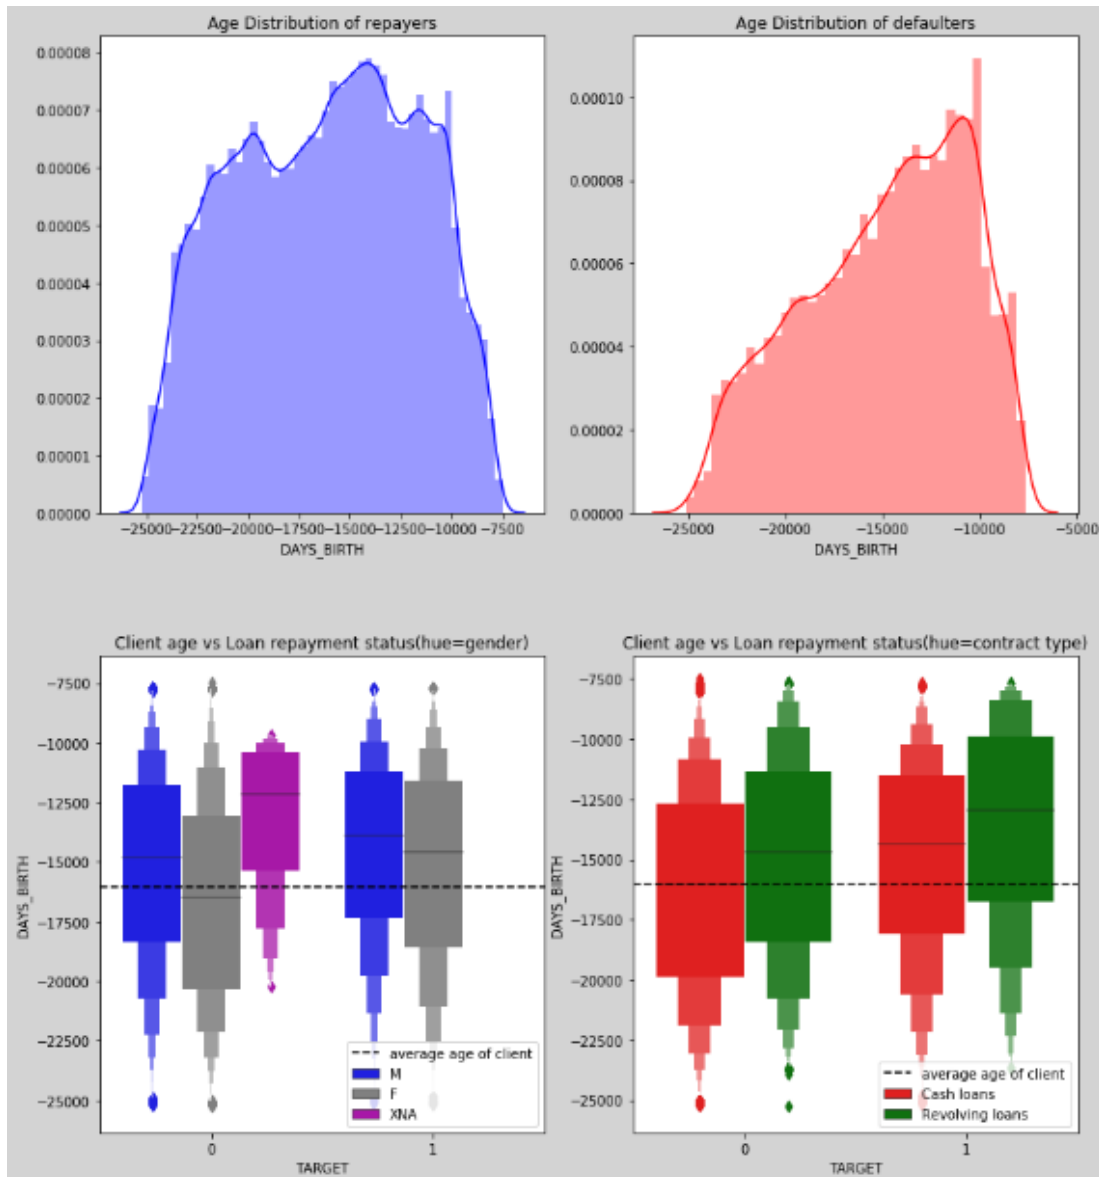 Age Distribution of repayers
0.00008
0.00007
0.00006
0.00005
0.00004
0.00003
0.00002
0.00001
0.00000
−25000 −22500 −20000 −17500 −15000 −12500 −10000 −7500
DAYS_BIRTH
Age Distribution of defaulters
0.00010
0.00008
0.00006
0.00004
0.00002
0.00000
−25000 −20000 −15000 −10000 −5000
DAYS_BIRTH
Client age vs Loan repayment status(hue=gender)
−7500
−10000
−12500
−15000
−17500
−20000
−22500
−25000
DAYS_BIRTH
average age of client
M
F
XNA
0 1
TARGET
Client age vs Loan repayment status(hue=contract type)
−7500
−10000
−12500
−15000
−17500
−20000
−22500
−25000
DAYS_BIRTH
average age of client
Cash loans
Revolving loans
0 1
TARGET